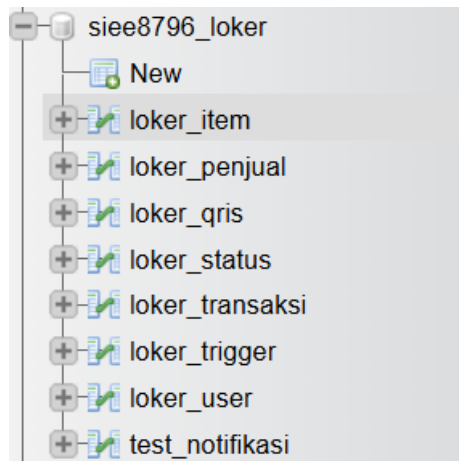 siee8796_loker
New
loker_item
loker_penjual
loker_qris
loker_status
loker_transaksi
loker_trigger
loker_user
test_notifikasi